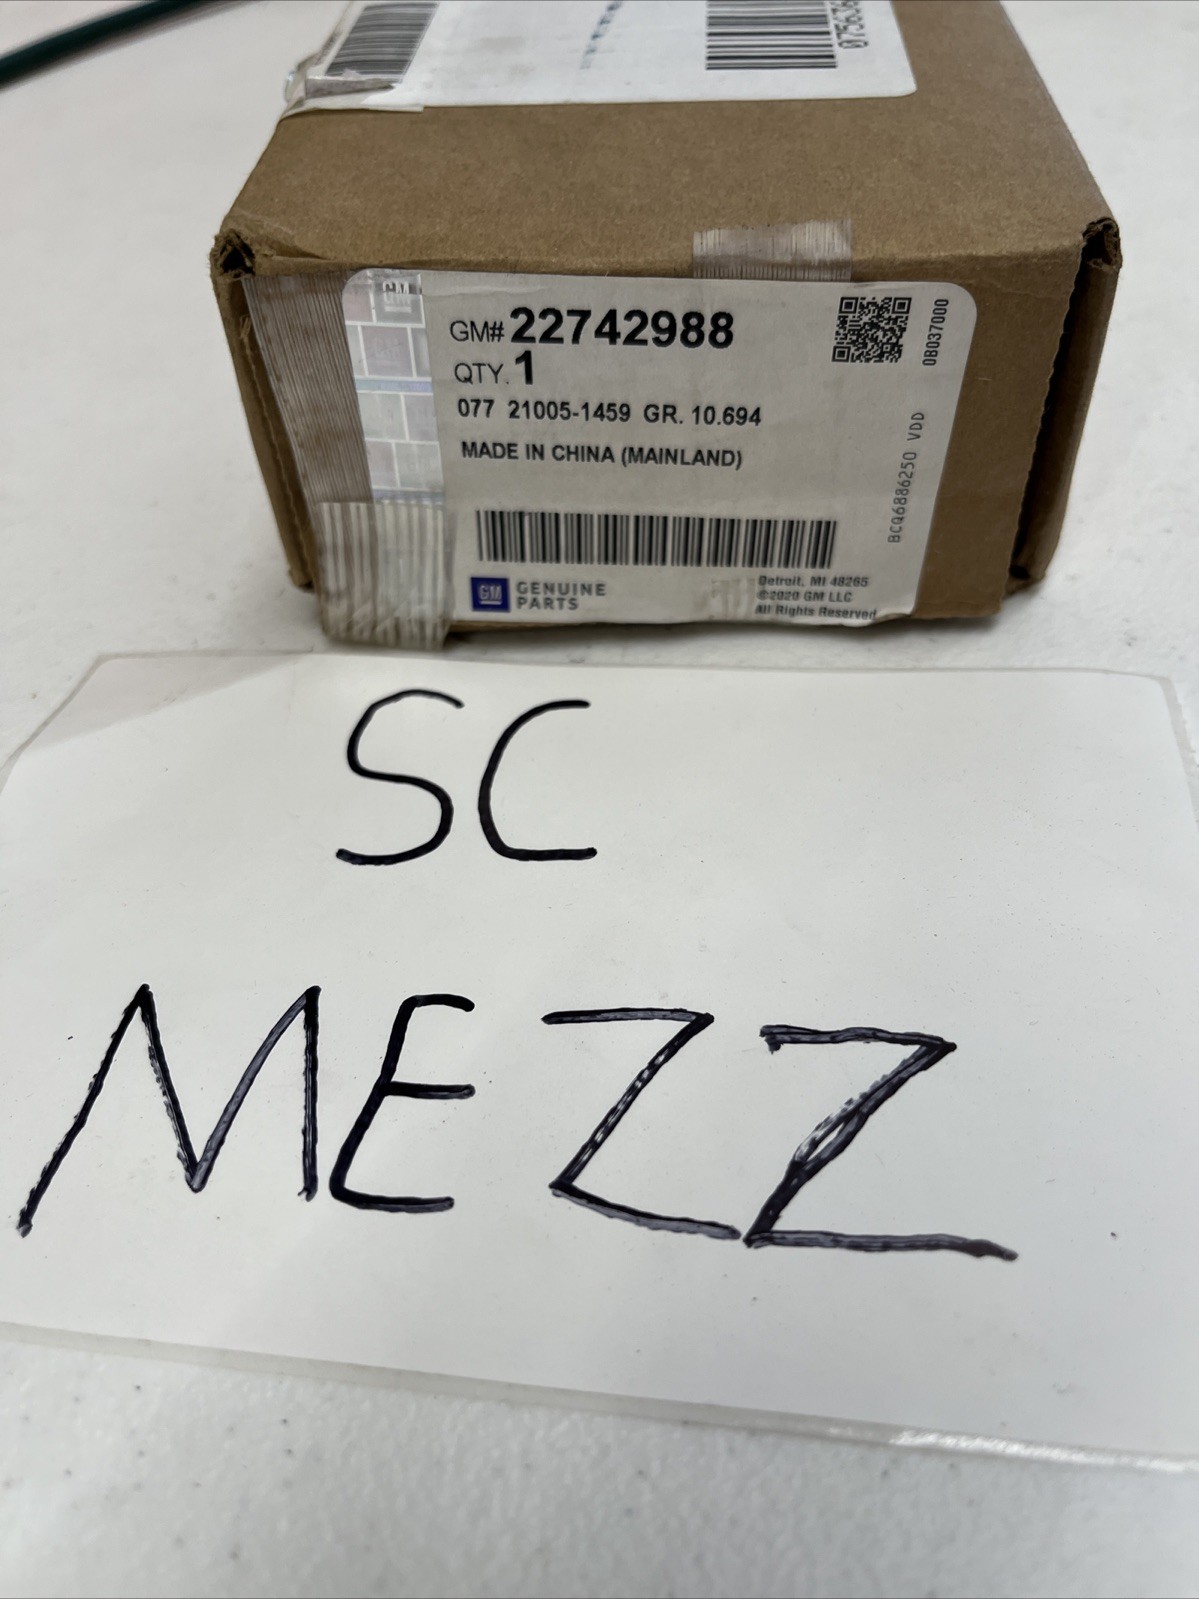 GM# 22742988
QTY. 1
077 21005-1459 GR. 10.694
MADE IN CHINA (MAINLAND)
GM GENUINE
PARTS
Detroit, MI 48265
©2020 GM LLC
All Rights Reserved
0B037000
BCQ6886250 VDD
GM
SC
MEZZ